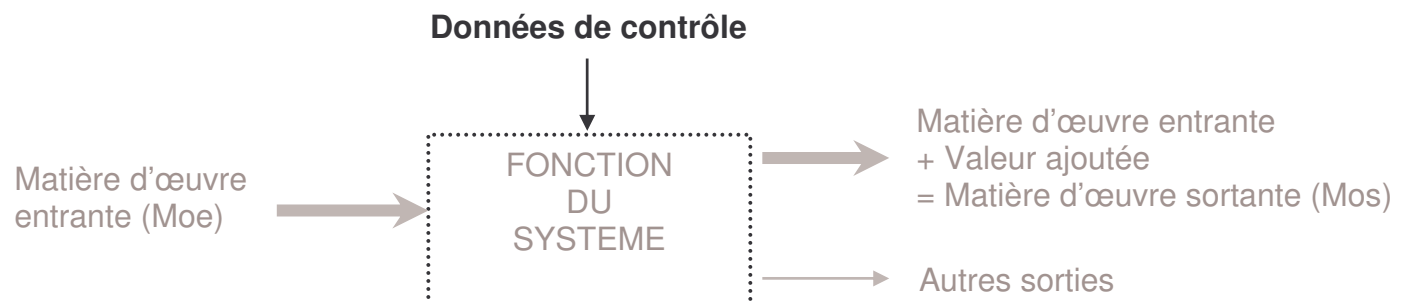 Données de contrôle
Matière d'œuvre
entrante (Moe)
FONCTION
DU
SYSTEME
Matière d'œuvre entrante
+ Valeur ajoutée
= Matière d'œuvre sortante (Mos)
Autres sorties